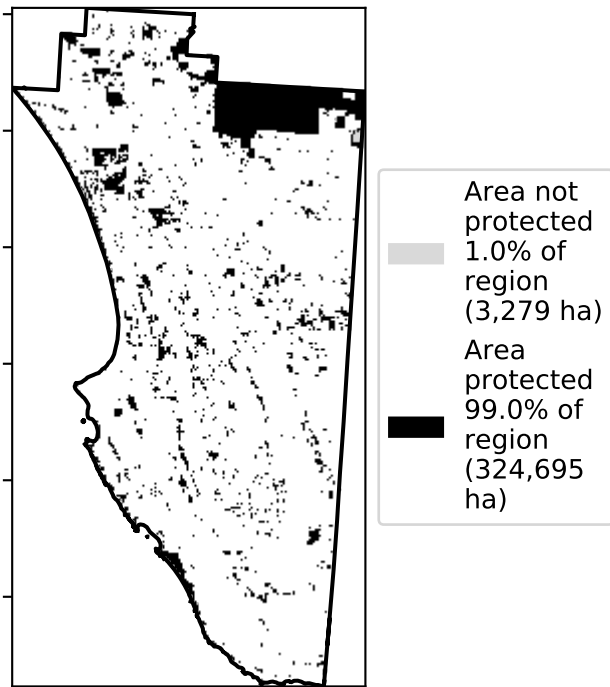 Area not
protected
1.0% of
region
(3,279 ha)
Area
protected
99.0% of
region
(324,695
ha)